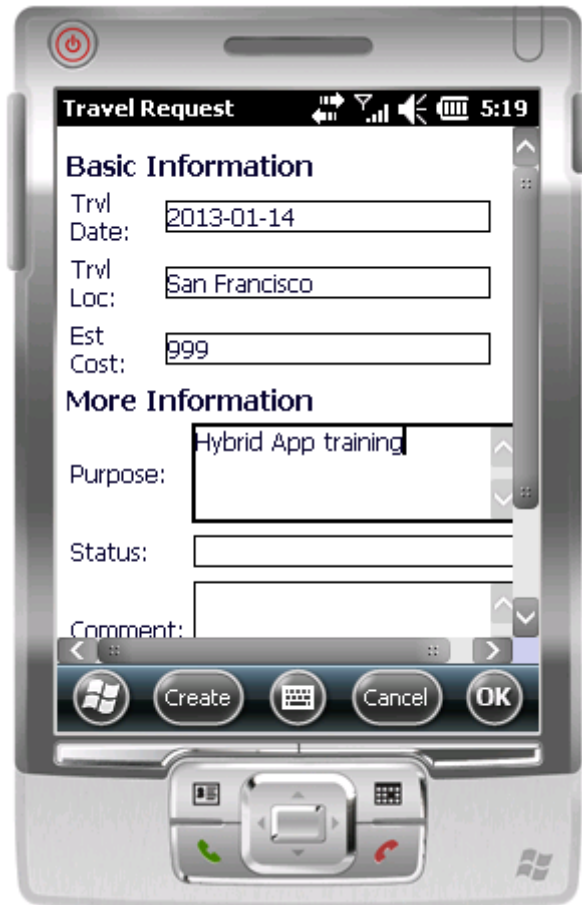 Travel Request 5:19
Basic Information
Trvl
Date: 2013-01-14
Trvl
Loc: San Francisco
Est
Cost: 999
More Information
Hybrid App training
Purpose:
Status:
Comment:
Create Cancel OK